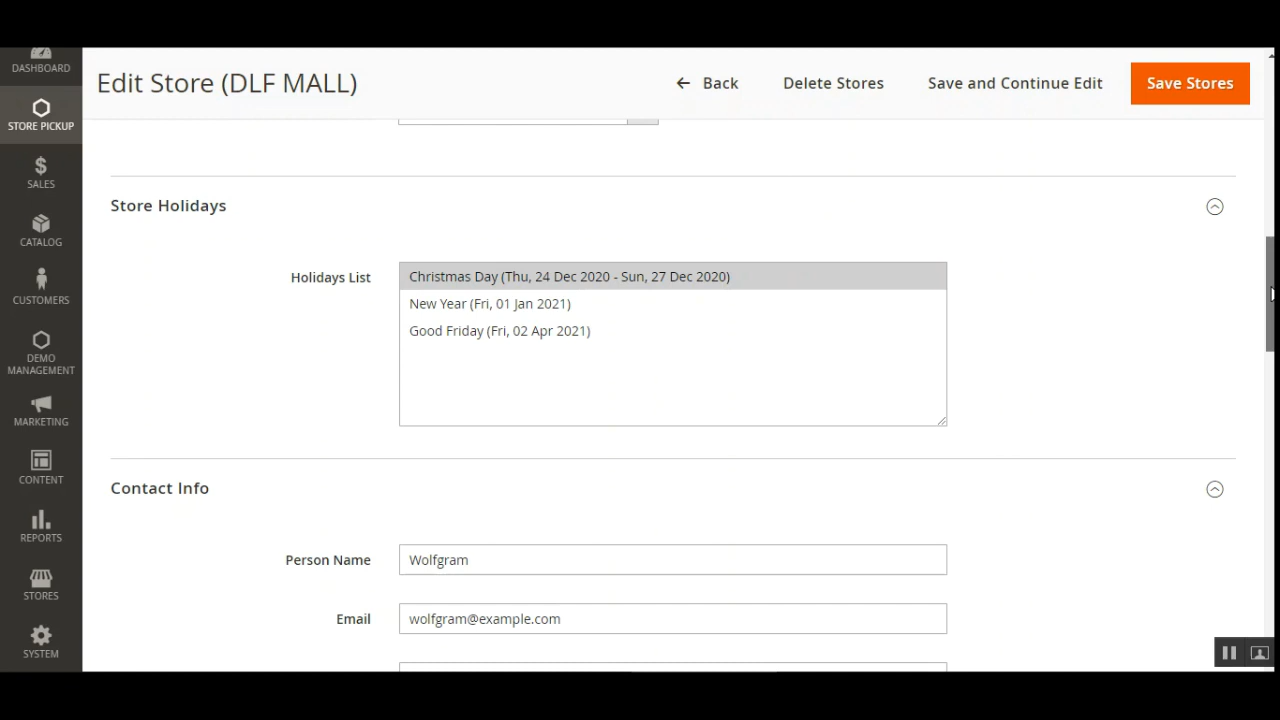 DASHBOARD
STORE PICKUP
SALES
CATALOG
CUSTOMERS
DEMO
MANAGEMENT
MARKETING
CONTENT
REPORTS
STORES
SYSTEM
Edit Store (DLF MALL)
← Back
Delete Stores
Save and Continue Edit
Save Stores
Store Holidays
Holidays List
Christmas Day (Thu, 24 Dec 2020 - Sun, 27 Dec 2020)
New Year (Fri, 01 Jan 2021)
Good Friday (Fri, 02 Apr 2021)
Contact Info
Person Name
Wolfgram
Email
wolfgram@example.com